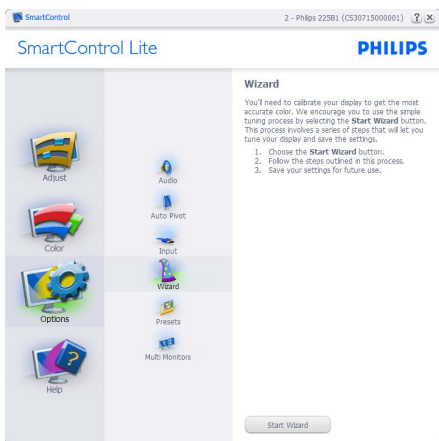 SmartControl
2 - Philips 225B1 (CS30715000001)
? X
SmartControl Lite
PHILIPS
Adjust
Color
Options
Help
Audio
Auto Pivot
Input
Wizard
Presets
Multi Monitors
Wizard
You'll need to calibrate your display to get the most
accurate color. We encourage you to use the simple
tuning process by selecting the Start Wizard button.
This process involves a series of steps that will let you
tune your display and save the settings.
1. Choose the Start Wizard button.
2. Follow the steps outlined in this process.
3. Save your settings for future use.
Start Wizard